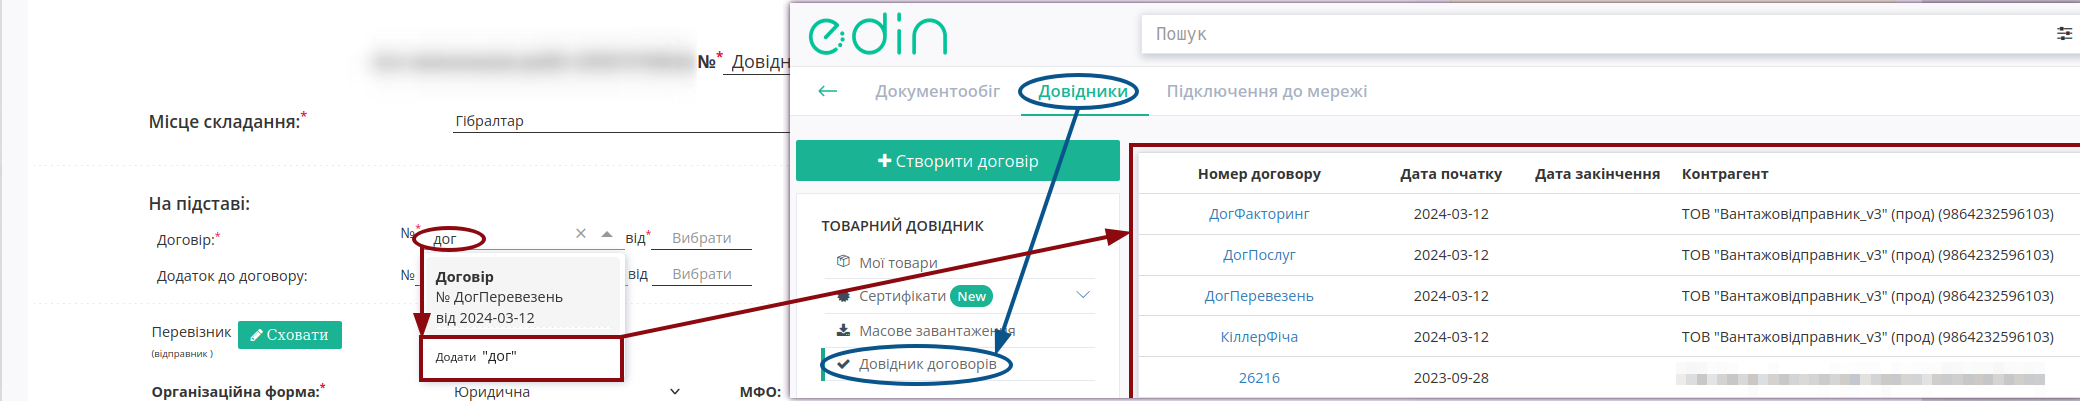 №* Довідн
Місце складання:* Гібралтар
На підставі:
Договір:* №* дог від* Вибрати
Додаток до договору: № від Вибрати
Договір
№ ДогПеревезень
від 2024-03-12
Додати "дог"
Перевізник Сховати
(відправник )
Організаційна форма:* Юридична МФО:
edin
Пошук
Документообіг Довідники Підключення до мережі
Створити договір
ТОВАРНИЙ ДОВІДНИК
Мої товари
Сертифікати New
Масове завантаження
Довідник договорів
Номер договору Дата початку Дата закінчення Контрагент
ДогФакторинг 2024-03-12 ТОВ "Вантажовідправник_v3" (прод) (9864232596103)
ДогПослуг 2024-03-12 ТОВ "Вантажовідправник_v3" (прод) (9864232596103)
ДогПеревезень 2024-03-12 ТОВ "Вантажовідправник_v3" (прод) (9864232596103)
КіллерФіча 2024-03-12 ТОВ "Вантажовідправник_v3" (прод) (9864232596103)
26216 2023-09-28